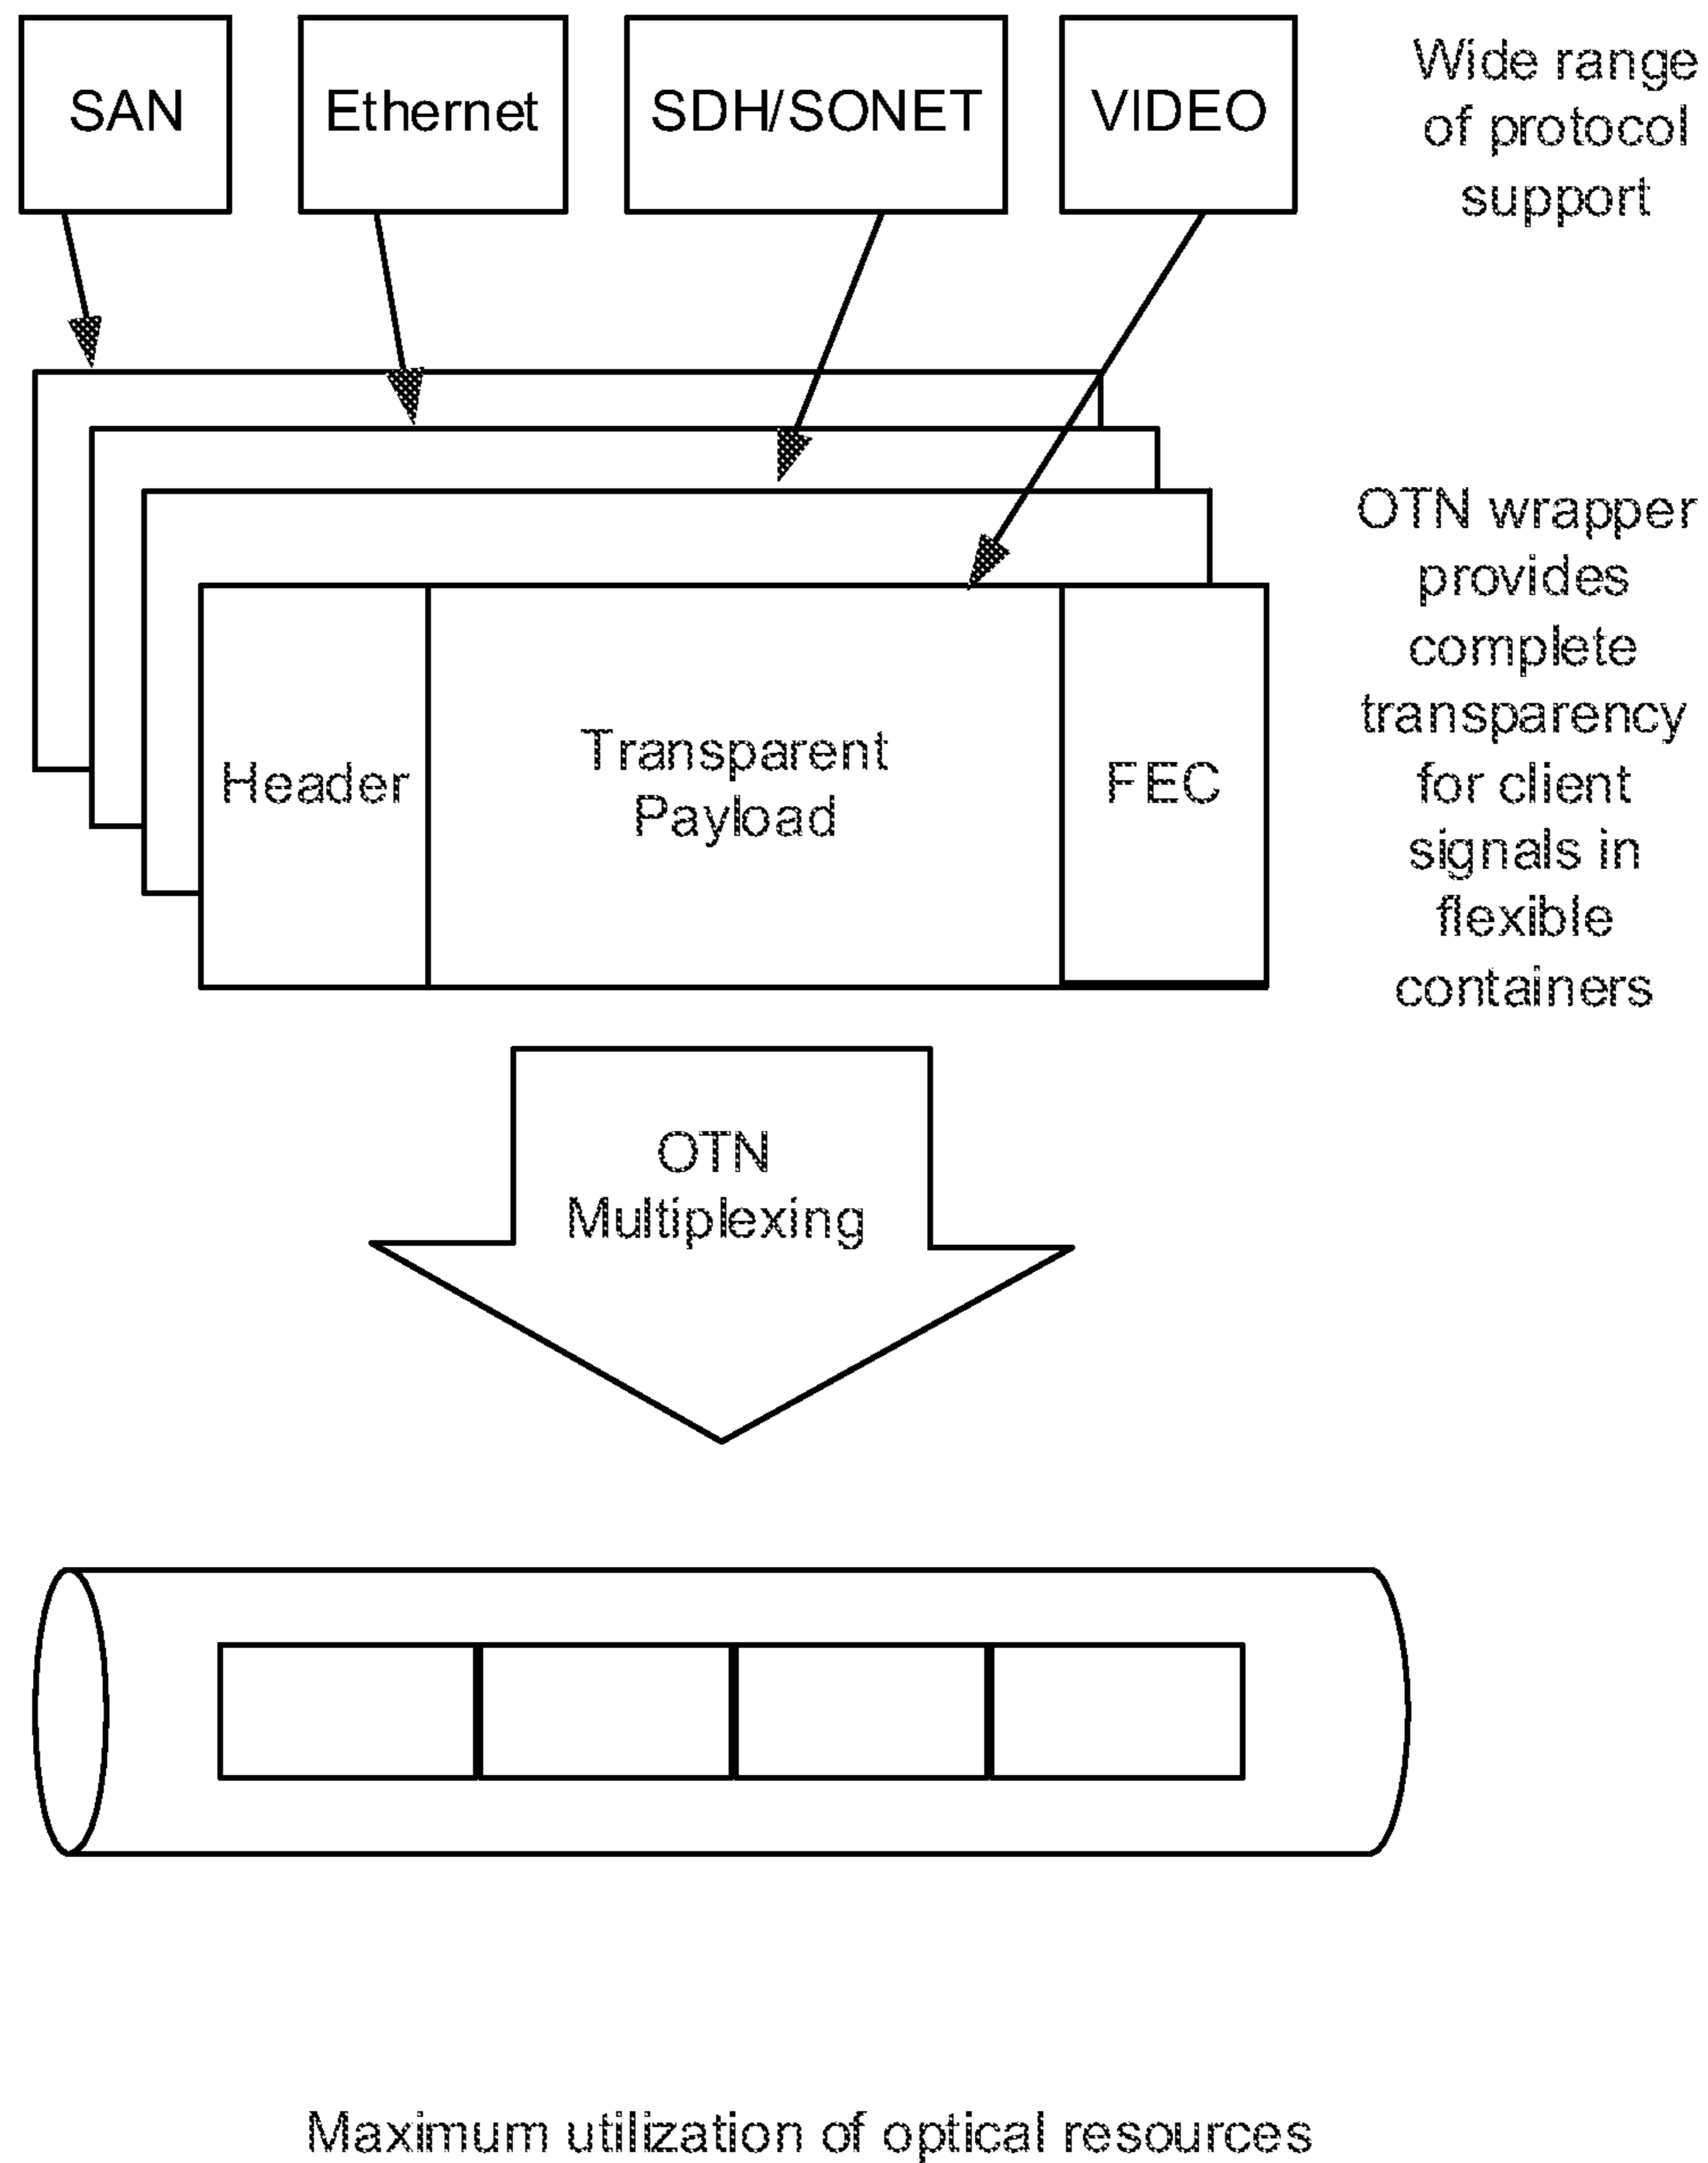 SAN
Ethernet
SDH/SONET
VIDEO
Wide range
of protocol
support
OTN wrapper
provides
complete
transparency
for client
signals in
flexible
containers
Header
Transparent
Payload
FEC
OTN
Multiplexing
Maximum utilization of optical resources